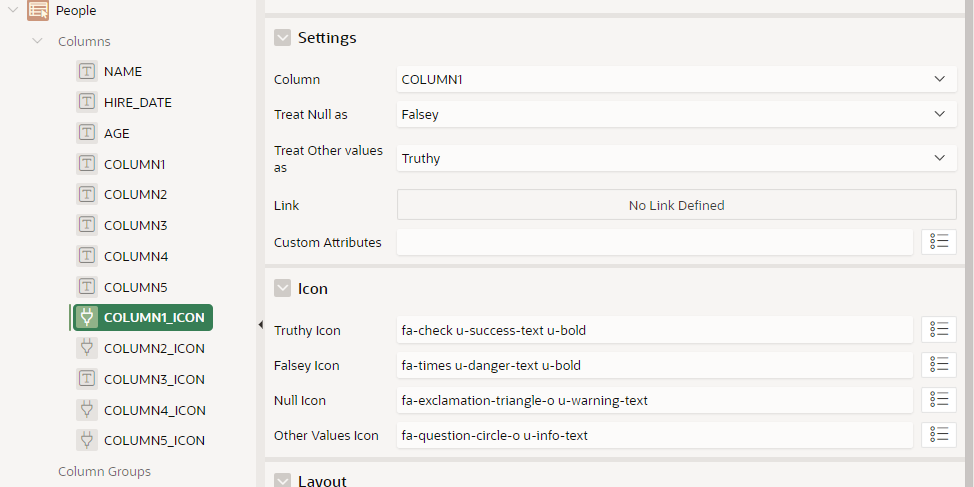 People
Columns
NAME
HIRE_DATE
AGE
COLUMN1
COLUMN2
COLUMN3
COLUMN4
COLUMN5
COLUMN1_ICON
COLUMN2_ICON
COLUMN3_ICON
COLUMN4_ICON
COLUMN5_ICON
Column Groups
Settings
Column COLUMN1
Treat Null as Falsey
Treat Other values
as
Truthy
Link No Link Defined
Custom Attributes
Icon
Truthy Icon fa-check u-success-text u-bold
Falsey Icon fa-times u-danger-text u-bold
Null Icon fa-exclamation-triangle-o u-warning-text
Other Values Icon fa-question-circle-o u-info-text
Layout